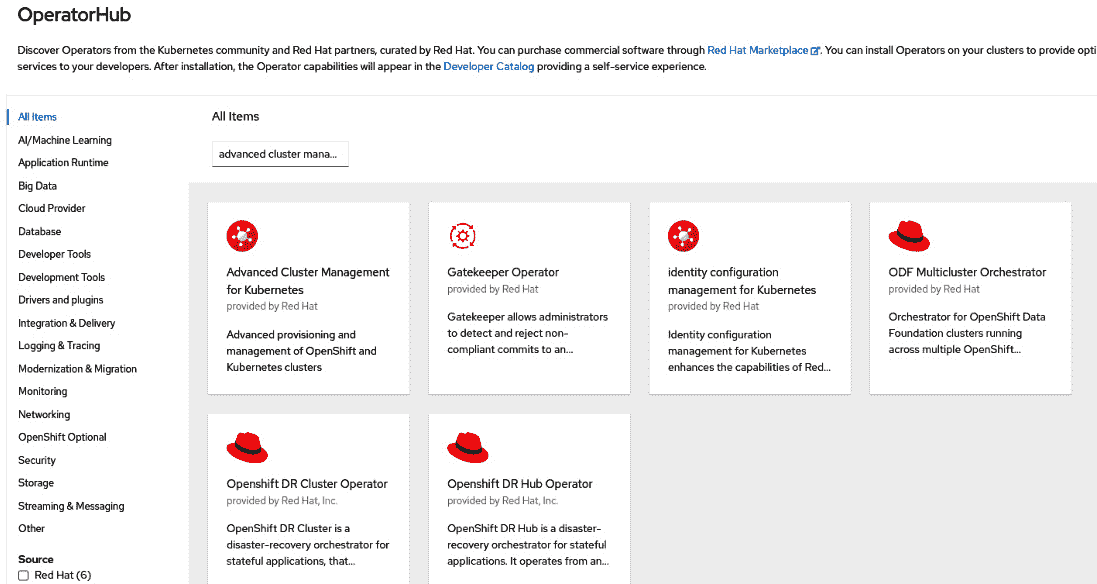 OperatorHub
Discover Operators from the Kubernetes community and Red Hat partners, curated by Red Hat. You can purchase commercial software through Red Hat Marketplace. You can install Operators on your clusters to provide opti
services to your developers. After installation, the Operator capabilities will appear in the Developer Catalog providing a self-service experience.
All Items
AI/Machine Learning
Application Runtime
Big Data
Cloud Provider
Database
Developer Tools
Development Tools
Drivers and plugins
Integration & Delivery
Logging & Tracing
Modernization & Migration
Monitoring
Networking
OpenShift Optional
Security
Storage
Streaming & Messaging
Other
Source
Red Hat (6)
All Items
advanced cluster mana...
Advanced Cluster Management
for Kubernetes
provided by Red Hat
Advanced provisioning and
management of OpenShift and
Kubernetes clusters
Gatekeeper Operator
provided by Red Hat
Gatekeeper allows administrators
to detect and reject non-
compliant commits to an...
identity configuration
management for Kubernetes
provided by Red Hat
Identity configuration
management for Kubernetes
enhances the capabilities of Red...
ODF Multicluster Orchestrator
provided by Red Hat
Orchestrator for OpenShift Data
Foundation clusters running
across multiple OpenShift...
Openshift DR Cluster Operator
provided by Red Hat, Inc.
OpenShift DR Cluster is a
disaster-recovery orchestrator for
stateful applications, that...
Openshift DR Hub Operator
provided by Red Hat, Inc.
OpenShift DR Hub is a disaster-
recovery orchestrator for stateful
applications. It operates from an...